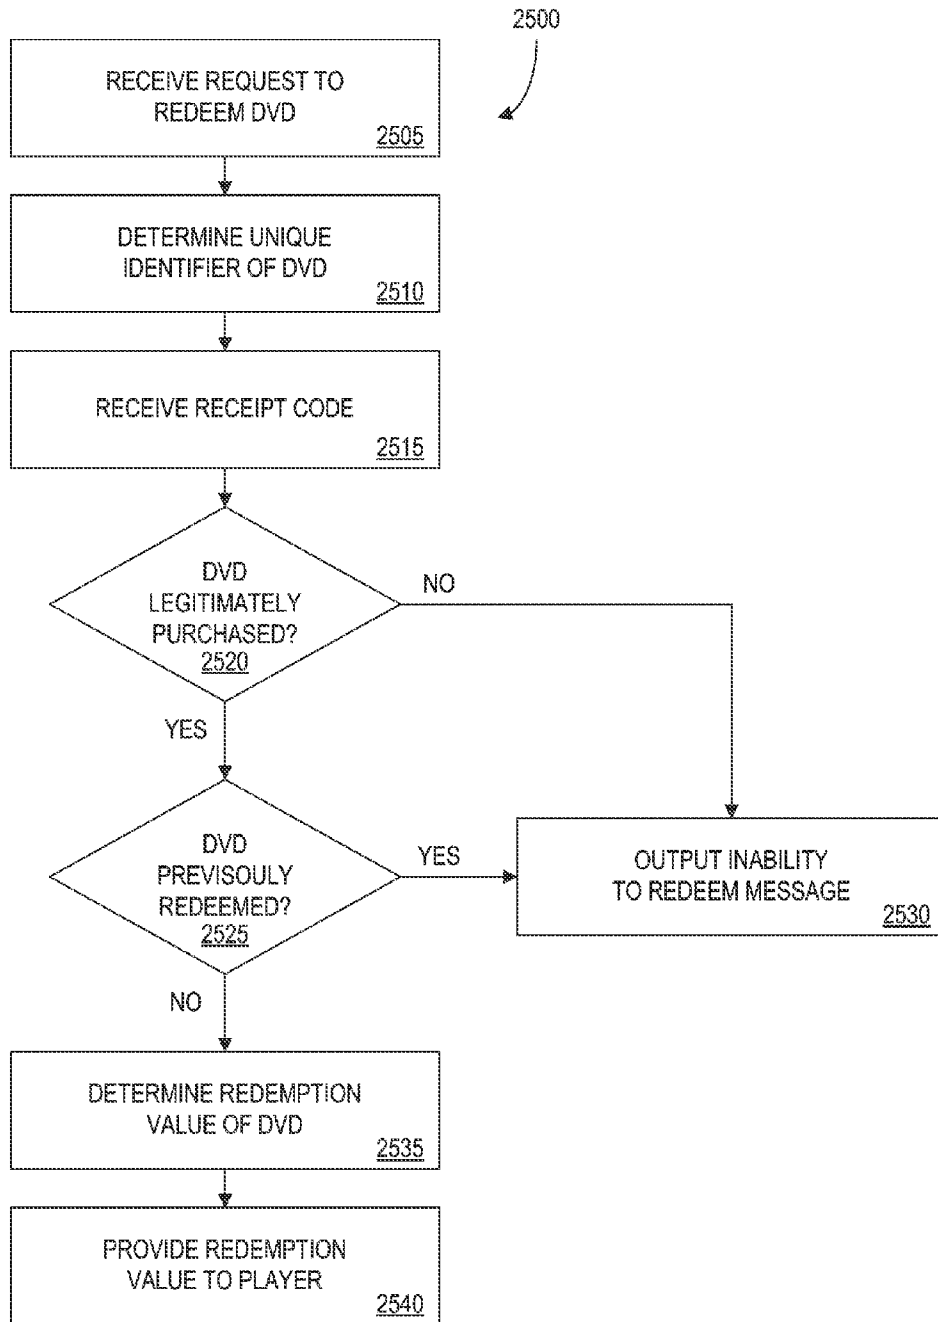 2500
RECEIVE REQUEST TO
REDEEM DVD
2505
DETERMINE UNIQUE
IDENTIFIER OF DVD
2510
RECEIVE RECEIPT CODE
2515
DVD
LEGITIMATELY
PURCHASED?
2520
NO
YES
DVD
PREVISOULY
REDEEMED?
2525
YES
OUTPUT INABILITY
TO REDEEM MESSAGE
2530
NO
DETERMINE REDEMPTION
VALUE OF DVD
2535
PROVIDE REDEMPTION
VALUE TO PLAYER
2540